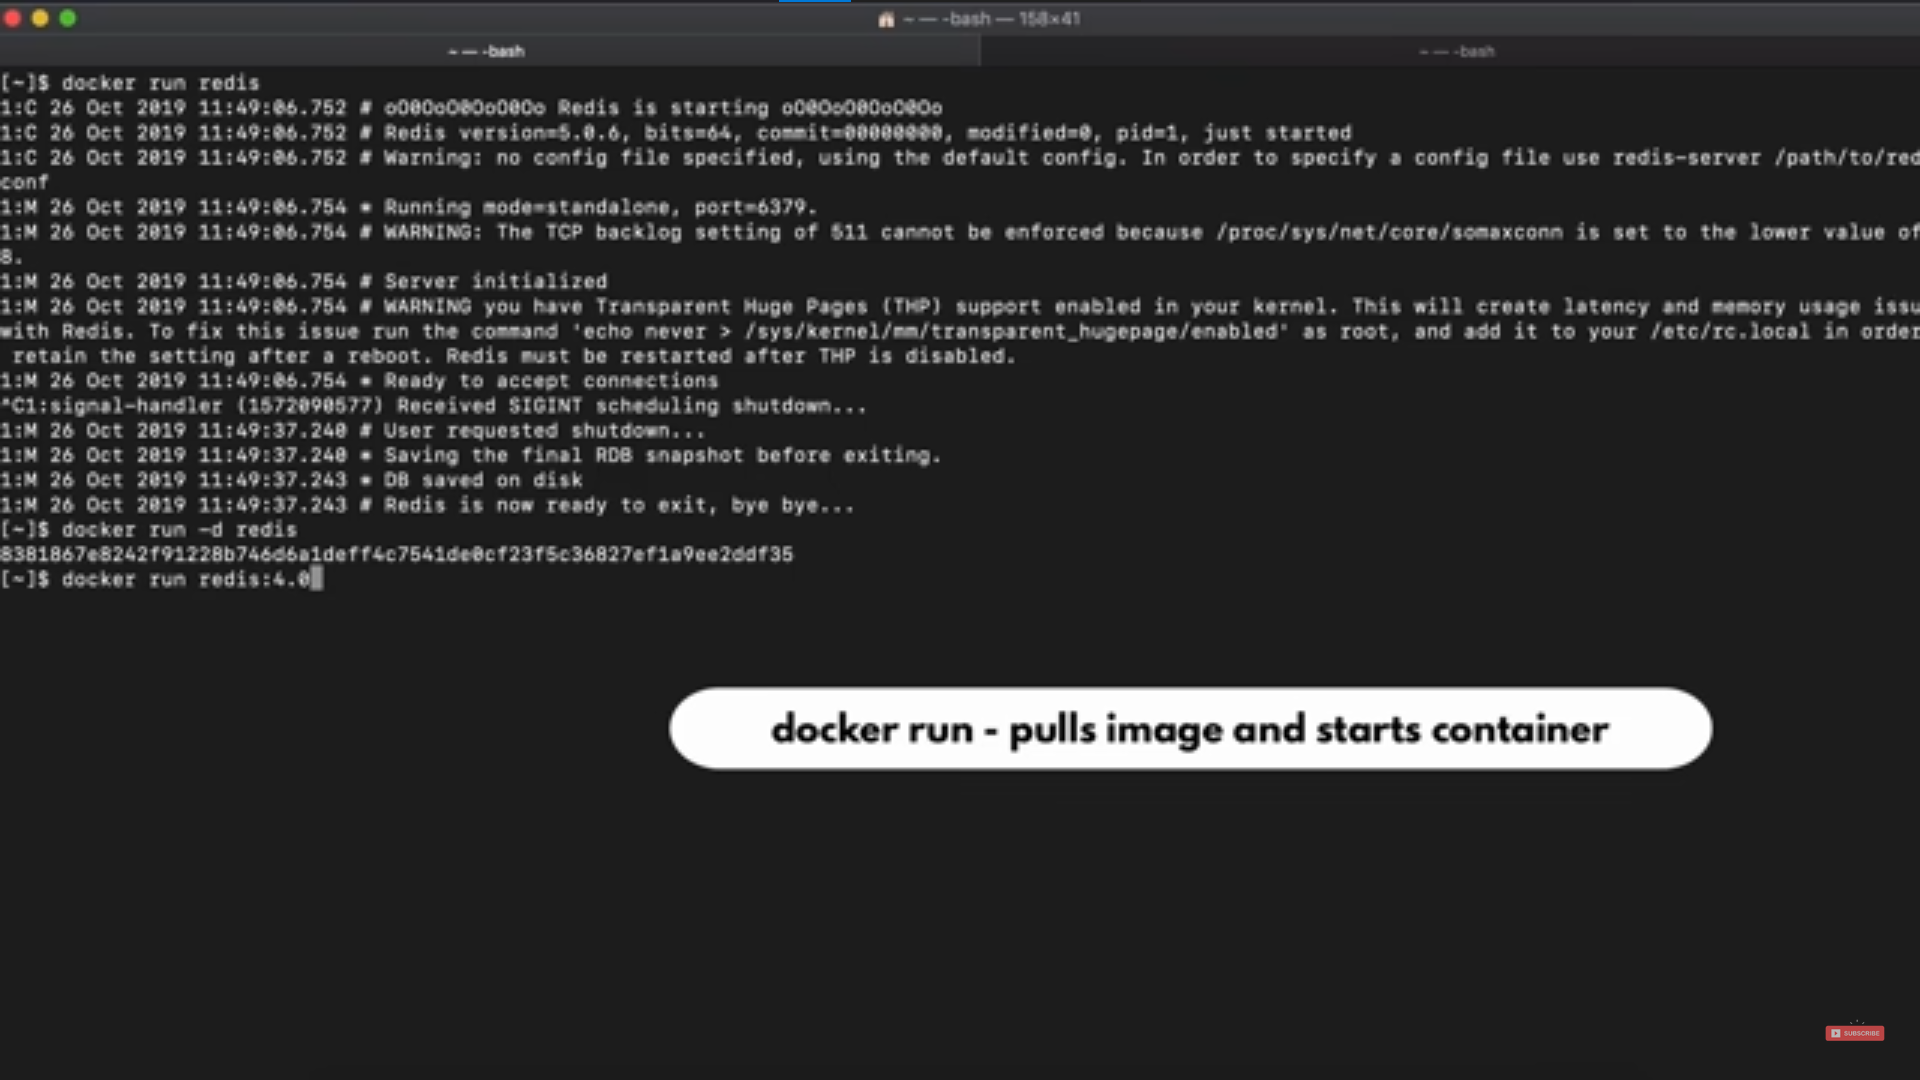 ~ — -bash — 158×41
~ — -bash
~ — -bash
[~]$ docker run redis
1:C 26 Oct 2019 11:49:06.752 # oO0OoO0OoO0Oo Redis is starting oO0OoO0OoO0Oo
1:C 26 Oct 2019 11:49:06.752 # Redis version=5.0.6, bits=64, commit=00000000, modified=0, pid=1, just started
1:C 26 Oct 2019 11:49:06.752 # Warning: no config file specified, using the default config. In order to specify a config file use redis-server /path/to/red
conf
1:M 26 Oct 2019 11:49:06.754 * Running mode=standalone, port=6379.
1:M 26 Oct 2019 11:49:06.754 # WARNING: The TCP backlog setting of 511 cannot be enforced because /proc/sys/net/core/somaxconn is set to the lower value of
8.
1:M 26 Oct 2019 11:49:06.754 # Server initialized
1:M 26 Oct 2019 11:49:06.754 # WARNING you have Transparent Huge Pages (THP) support enabled in your kernel. This will create latency and memory usage issu
with Redis. To fix this issue run the command 'echo never > /sys/kernel/mm/transparent_hugepage/enabled' as root, and add it to your /etc/rc.local in order
retain the setting after a reboot. Redis must be restarted after THP is disabled.
1:M 26 Oct 2019 11:49:06.754 * Ready to accept connections
^C1:signal-handler (1572090577) Received SIGINT scheduling shutdown...
1:M 26 Oct 2019 11:49:37.240 # User requested shutdown...
1:M 26 Oct 2019 11:49:37.240 * Saving the final RDB snapshot before exiting.
1:M 26 Oct 2019 11:49:37.243 * DB saved on disk
1:M 26 Oct 2019 11:49:37.243 # Redis is now ready to exit, bye bye...
[~]$ docker run -d redis
8381867e8242f91228b746d6a1deff4c7541de0cf23f5c36827ef1a9ee2ddf35
[~]$ docker run redis:4.0
docker run - pulls image and starts container
SUBSCRIBE